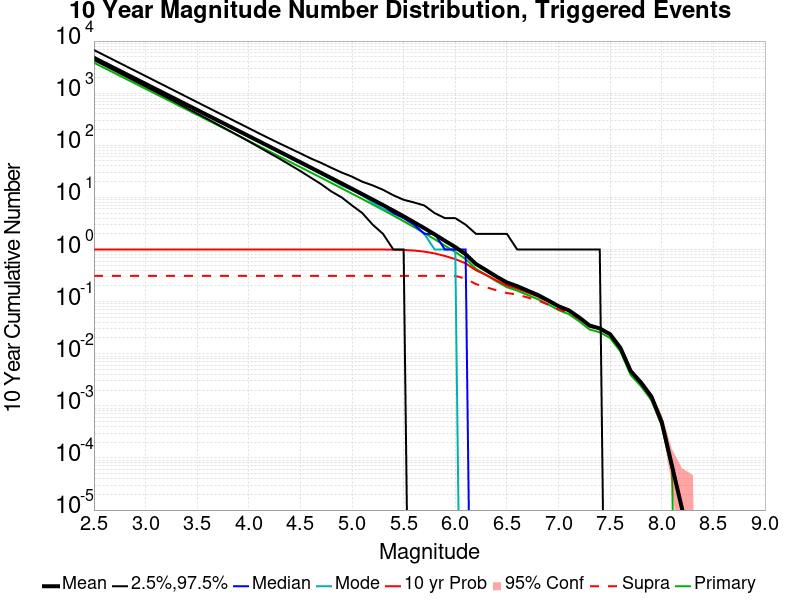 10 Year Magnitude Number Distribution, Triggered Events
10 Year Cumulative Number
10^4
10^3
10^2
10^1
10^0
10^-1
10^-2
10^-3
10^-4
10^-5
2.5 3.0 3.5 4.0 4.5 5.0 5.5 6.0 6.5 7.0 7.5 8.0 8.5 9.0
Magnitude
Mean 2.5%,97.5% Median Mode 10 yr Prob 95% Conf Supra Primary